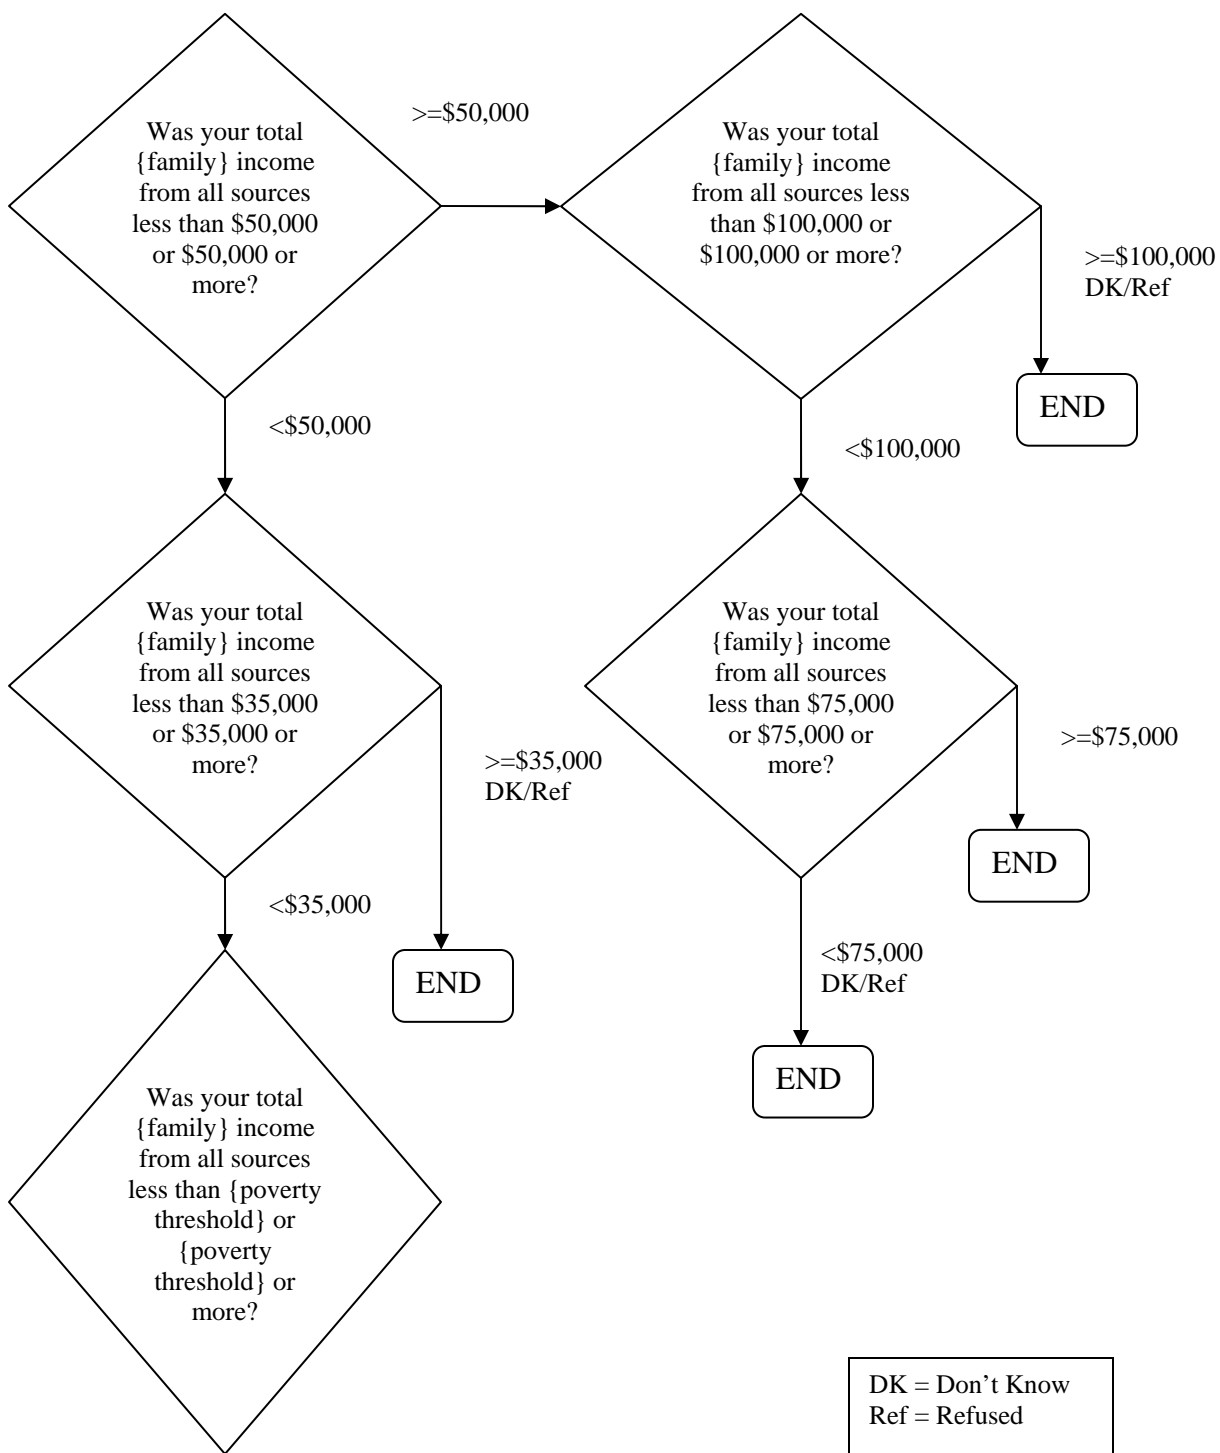 Was your total
{family} income
from all sources
less than $50,000
or $50,000 or
more?
>=$50,000
Was your total
{family} income
from all sources less
than $100,000 or
$100,000 or more?
>=$100,000
DK/Ref
END
<$50,000
<$100,000
Was your total
{family} income
from all sources
less than $35,000
or $35,000 or
more?
>=$35,000
DK/Ref
Was your total
{family} income
from all sources
less than $75,000
or $75,000 or
more?
>=$75,000
END
<$35,000
END
<$75,000
DK/Ref
END
Was your total
{family} income
from all sources
less than {poverty
threshold} or
{poverty
threshold} or
more?
DK = Don’t Know
Ref = Refused